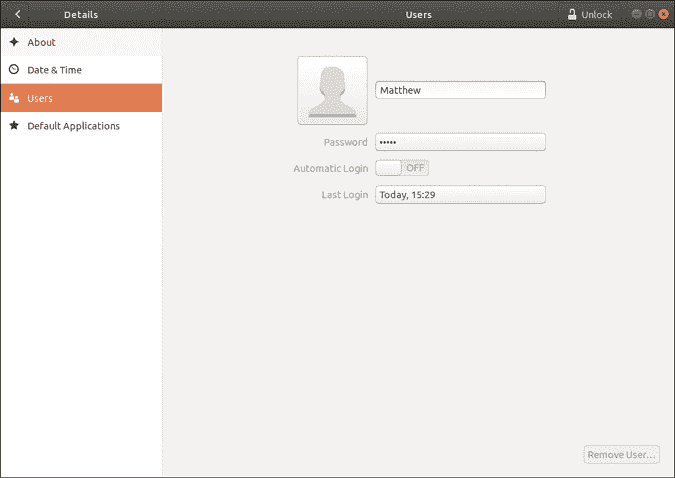 Details
Users
Unlock
About
Date & Time
Users
Default Applications
Matthew
Password •••••
Automatic Login OFF
Last Login Today, 15:29
Remove User...